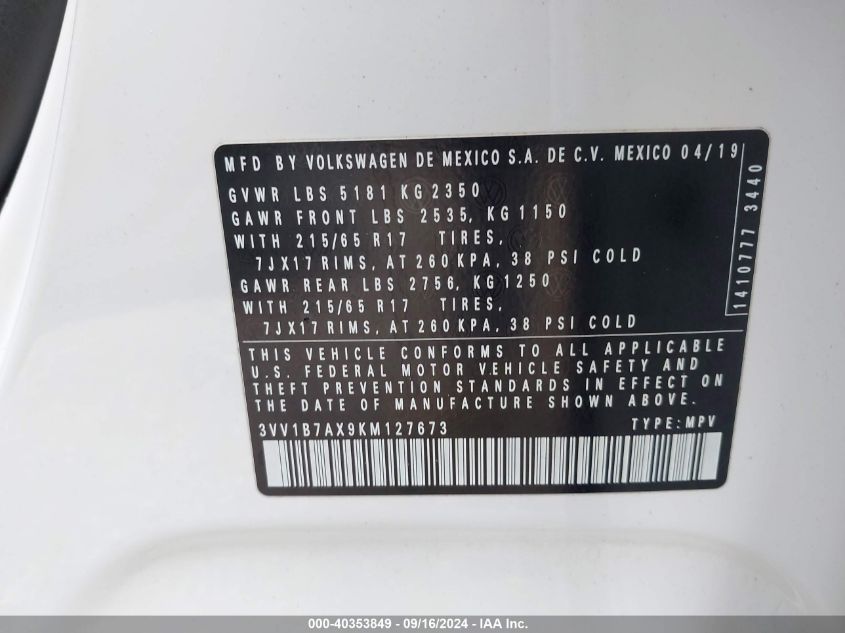 MFD BY VOLKSWAGEN DE MEXICO S.A. DE C.V. MEXICO 04/19
GVWR LBS 5181 KG 2350
GAWR FRONT LBS 2535, KG 1150
WITH 215/65 R17 TIRES,
7JX17 RIMS, AT 260 KPA, 38 PSI COLD
GAWR REAR LBS 2756, KG 1250
WITH 215/65 R17 TIRES,
7JX17 RIMS, AT 260 KPA, 38 PSI COLD
1410777 3440
THIS VEHICLE CONFORMS TO ALL APPLICABLE
U.S. FEDERAL MOTOR VEHICLE SAFETY AND
THEFT PREVENTION STANDARDS IN EFFECT ON
THE DATE OF MANUFACTURE SHOWN ABOVE.
3VV1B7AX9KM127673 TYPE: MPV
000-40353849 - 09/16/2024 - IAA Inc.